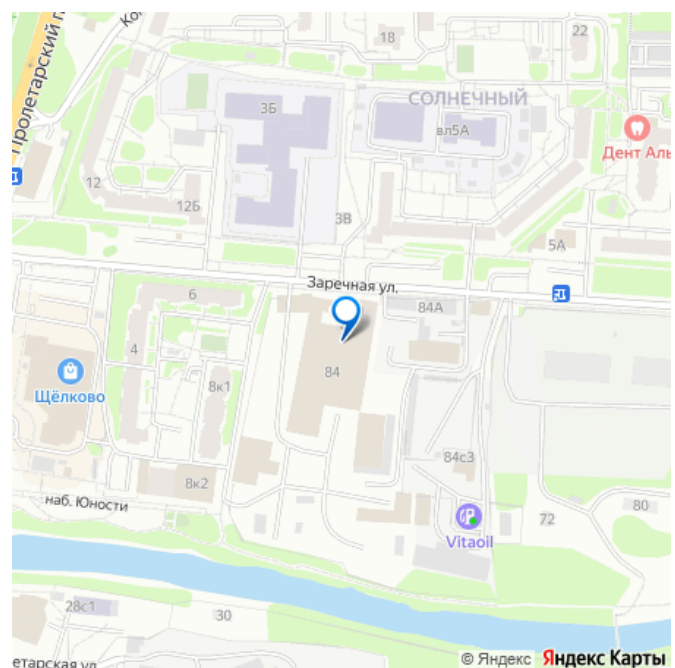 22
18
Пролетарский п
3Б
СОЛНЕЧНЫЙ
вл5А
Дент Аль
12
12Б
3В
5А
Заречная ул.
6
84А
4
84
8к1
Щёлково
84с3
8к2
наб. Юности
80
72
Vitaoil
28с1
30
етарская ул
© Яндекс Яндекс Карты